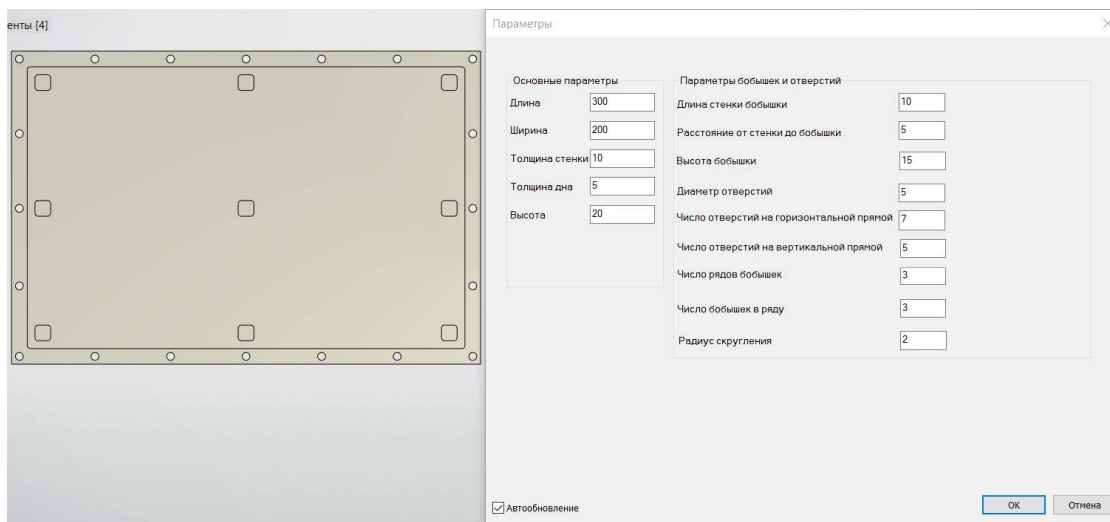 енты [4]
Параметры
Основные параметры
Длина 300
Ширина 200
Толщина стенки 10
Толщина дна 5
Высота 20
Параметры бобышек и отверстий
Длина стенки бобышки 10
Расстояние от стенки до бобышки 5
Высота бобышки 15
Диаметр отверстий 5
Число отверстий на горизонтальной прямой 7
Число отверстий на вертикальной прямой 5
Число рядов бобышек 3
Число бобышек в ряду 3
Радиус скругления 2
Автообновление
ОК Отмена